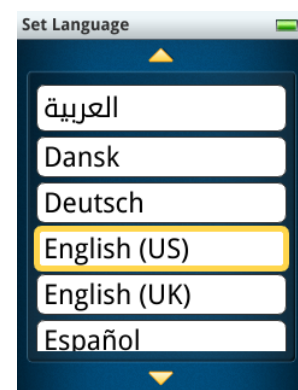 Set Language
العربية
Dansk
Deutsch
English (US)
English (UK)
Español